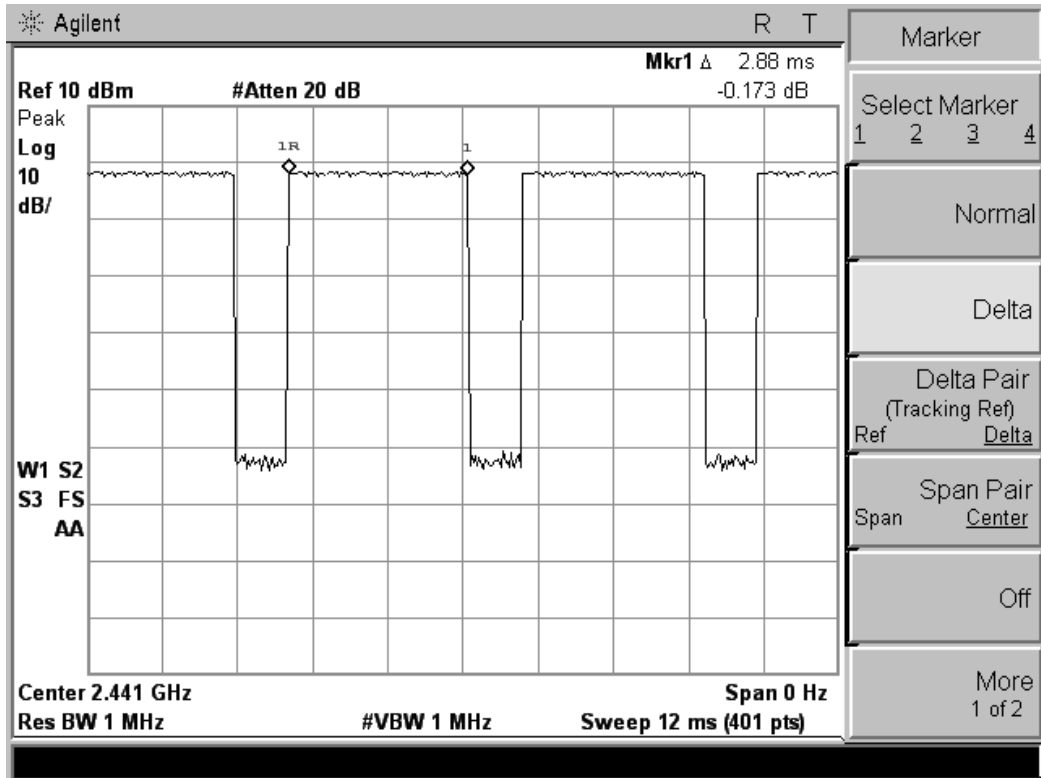 Agilent R T
Mkr1 Δ 2.88 ms
Ref 10 dBm #Atten 20 dB -0.173 dB
Peak
Log
10
dB/
1R
1
W1 S2
S3 FS
AA
Center 2.441 GHz Span 0 Hz
Res BW 1 MHz #VBW 1 MHz Sweep 12 ms (401 pts)
Marker
Select Marker
1 2 3 4
Normal
Delta
Delta Pair
(Tracking Ref)
Ref Delta
Span Pair
Span Center
Off
More
1 of 2